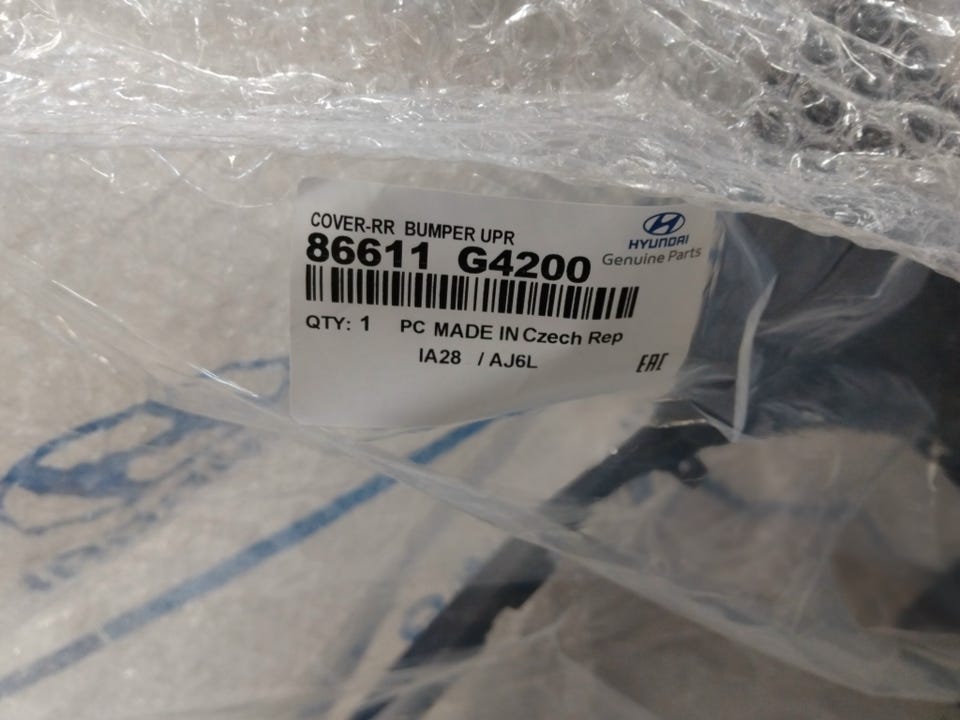 COVER-RR BUMPER UPR
86611 G4200
HYUNDAI
Genuine Parts
QTY: 1 PC MADE IN Czech Rep
IA28 / AJ6L
EAC